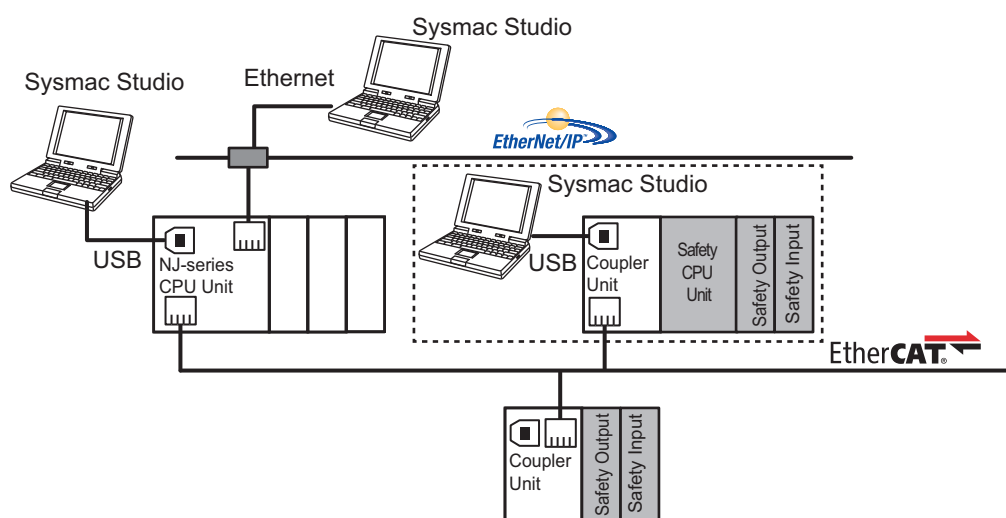 Sysmac Studio
Sysmac Studio
Ethernet
EtherNet/IP™
Sysmac Studio
USB
NJ-series
CPU Unit
USB
Coupler
Unit
Safety
CPU
Unit
Safety Output
Safety Input
EtherCAT®
Coupler
Unit
Safety Output
Safety Input